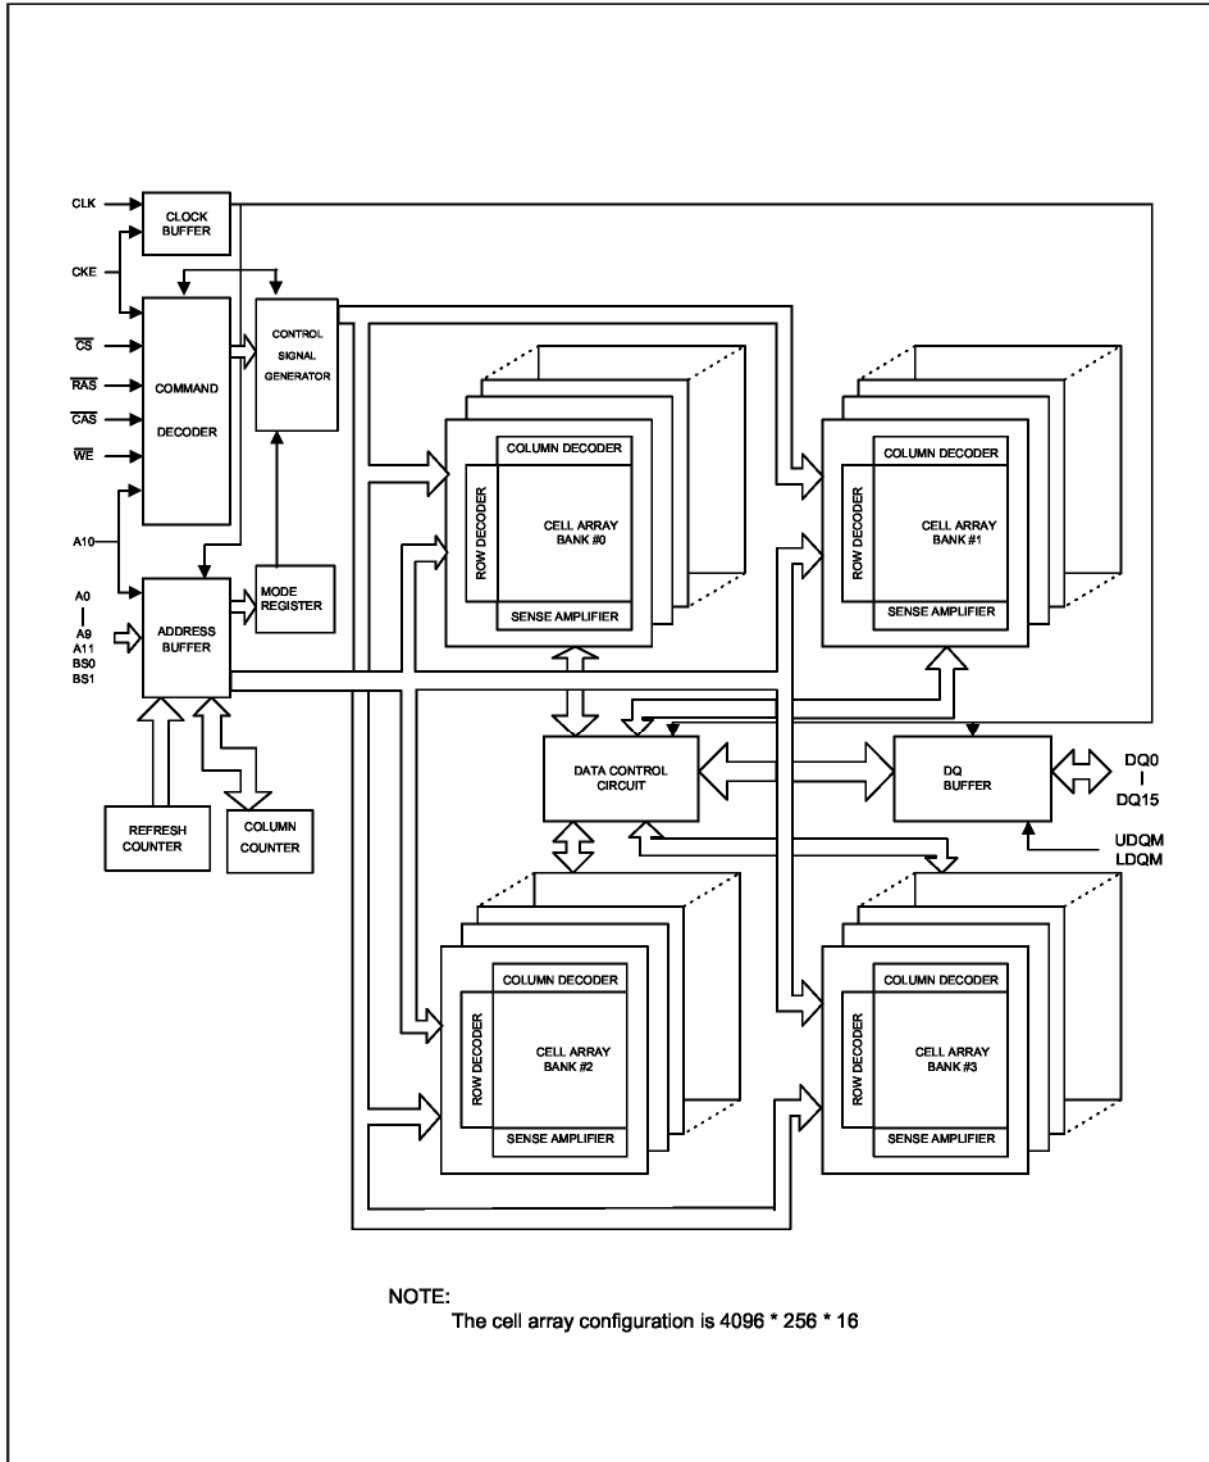 CLK
CLOCK
BUFFER
CKE
CS
RAS
CAS
WE
COMMAND
DECODER
CONTROL
SIGNAL
GENERATOR
A10
A0
A9
A11
BS0
BS1
ADDRESS
BUFFER
MODE
REGISTER
REFRESH
COUNTER
COLUMN
COUNTER
COLUMN DECODER
ROW DECODER
CELL ARRAY
BANK #0
SENSE AMPLIFIER
COLUMN DECODER
ROW DECODER
CELL ARRAY
BANK #1
SENSE AMPLIFIER
DATA CONTROL
CIRCUIT
DQ
BUFFER
DQ0
DQ15
UDQM
LDQM
COLUMN DECODER
ROW DECODER
CELL ARRAY
BANK #2
SENSE AMPLIFIER
COLUMN DECODER
ROW DECODER
CELL ARRAY
BANK #3
SENSE AMPLIFIER
NOTE:
The cell array configuration is 4096 * 256 * 16